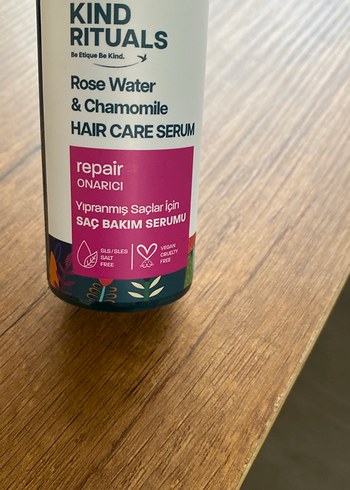 KIND
RITUALS
Be Etique Be Kind.
Rose Water
& Chamomile
HAIR CARE SERUM
repair
ONARICI
Yıpranmış Saçlar İçin
SAÇ BAKIM SERUMU
SLS/SLES
SALT
FREE
VEGAN
CRUELTY
FREE